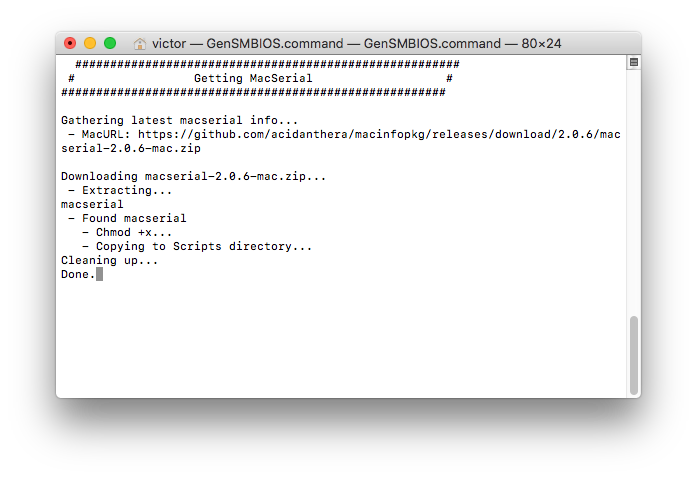 victor — GenSMBIOS.command — GenSMBIOS.command — 80×24
#######################################################
# Getting MacSerial #
#######################################################
Gathering latest macserial info...
- MacURL: https://github.com/acidanthera/macinfopkg/releases/download/2.0.6/mac
serial-2.0.6-mac.zip
Downloading macserial-2.0.6-mac.zip...
- Extracting...
macserial
- Found macserial
- Chmod +x...
- Copying to Scripts directory...
Cleaning up...
Done.